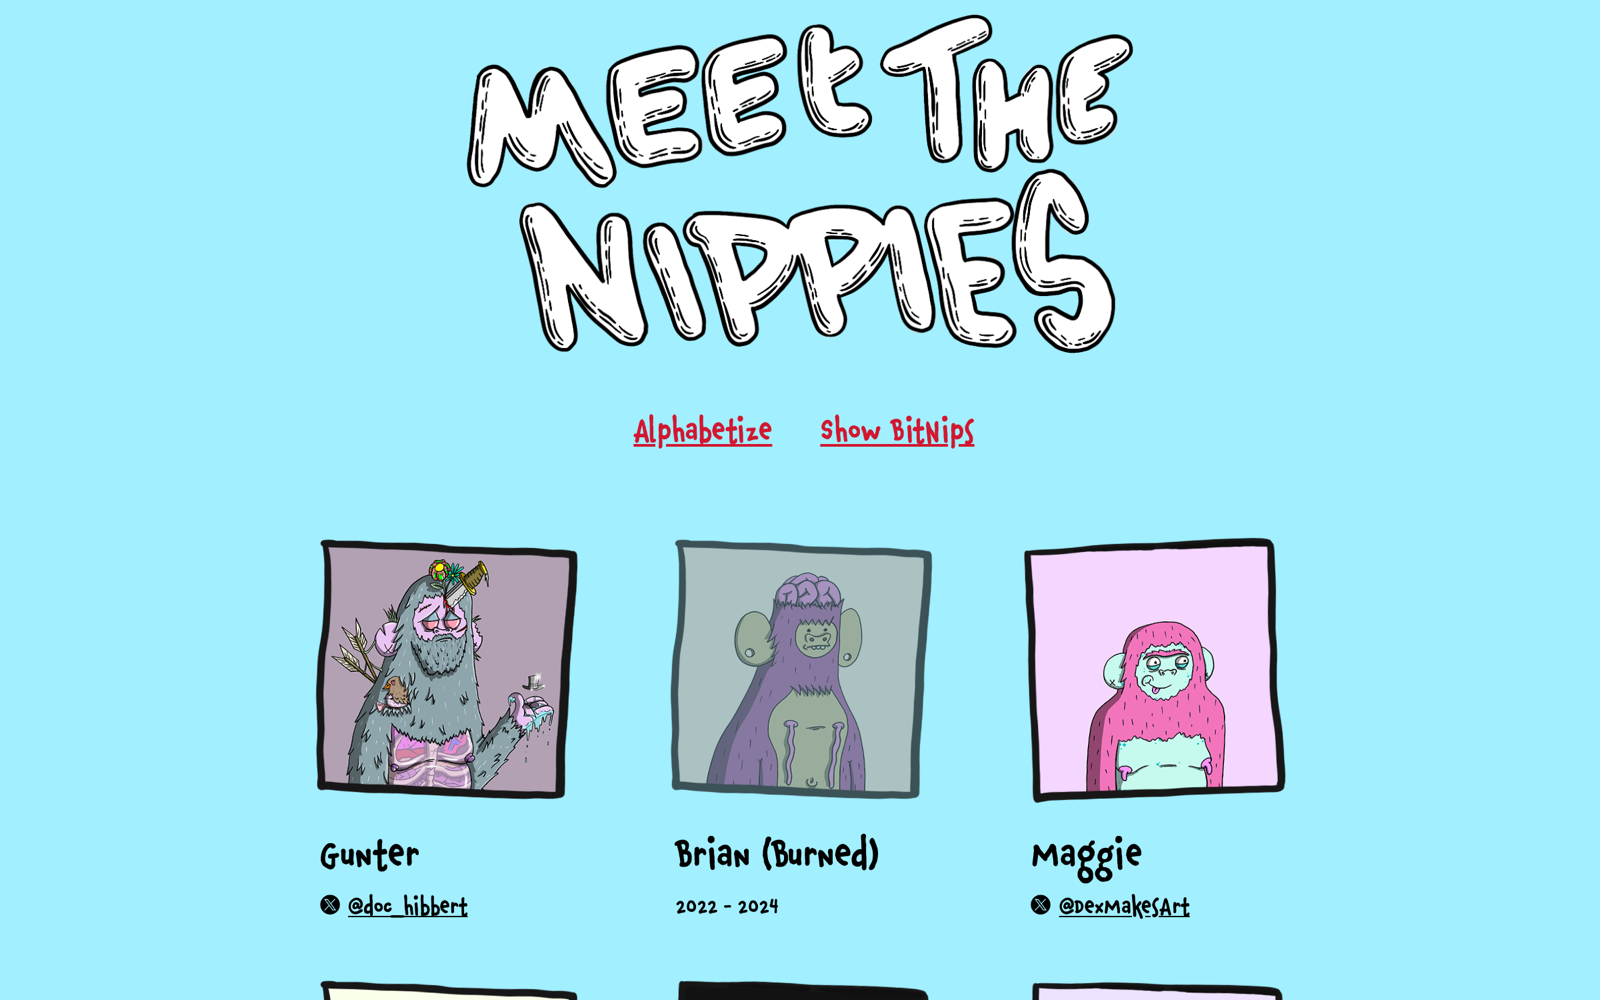 MEEt THE
NIPPIES
Alphabetize Show BitNips
Gunter Brian (Burned) Maggie
@doc_hibbert 2022 - 2024 @DexMakesArt